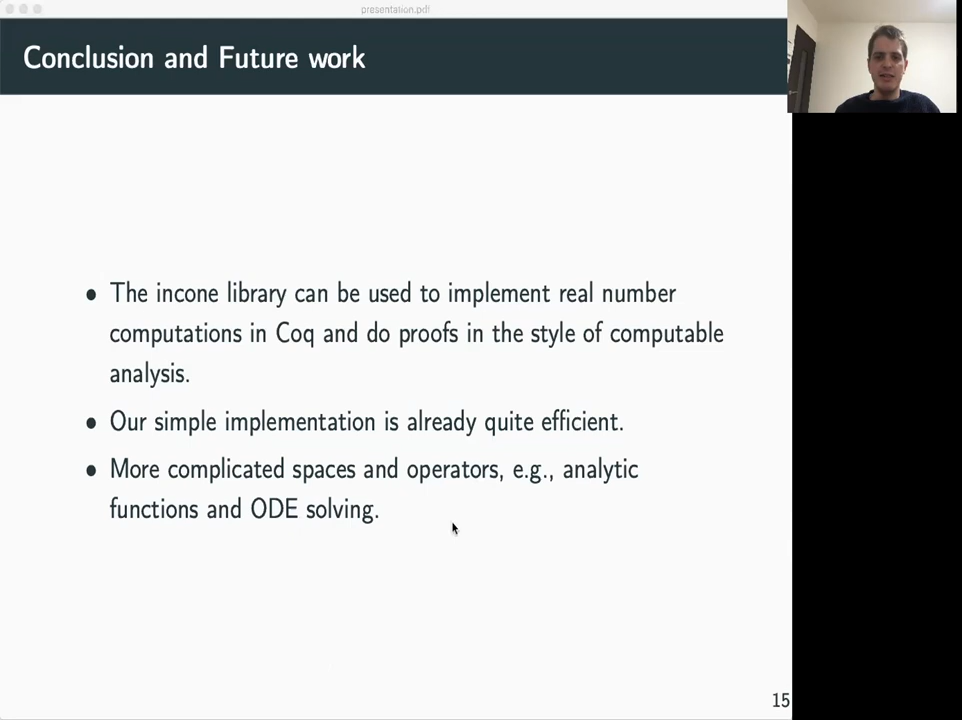 presentation.pdf
Conclusion and Future work
• The incone library can be used to implement real number
computations in Coq and do proofs in the style of computable
analysis.
• Our simple implementation is already quite efficient.
• More complicated spaces and operators, e.g., analytic
functions and ODE solving.
15